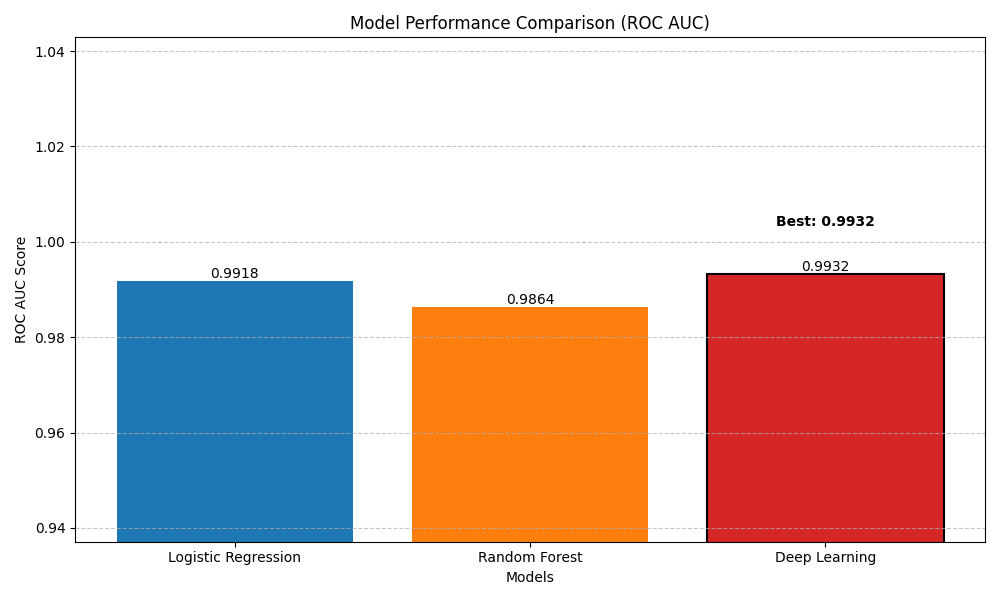 Model Performance Comparison (ROC AUC)
1.04
1.02
1.00
0.98
0.96
0.94
ROC AUC Score
Best: 0.9932
0.9918
0.9864
0.9932
Logistic Regression
Random Forest
Deep Learning
Models